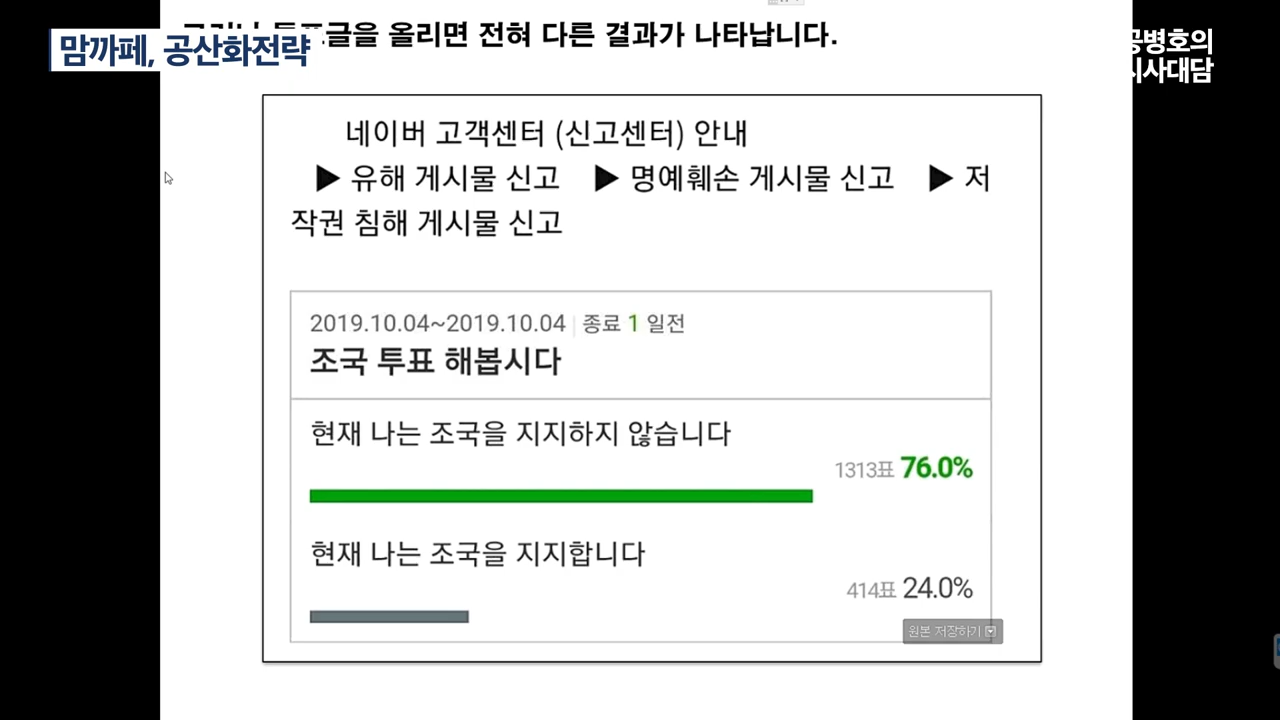 글을 올리면 전혀 다른 결과가 나타납니다.
맘까페, 공산화전략
공병호의
시사대담
네이버 고객센터 (신고센터) 안내
▶ 유해 게시물 신고 ▶ 명예훼손 게시물 신고 ▶ 저
작권 침해 게시물 신고
2019.10.04~2019.10.04 종료 1 일전
조국 투표 해봅시다
현재 나는 조국을 지지하지 않습니다
1313표 76.0%
현재 나는 조국을 지지합니다
414표 24.0%
원본 저장하기